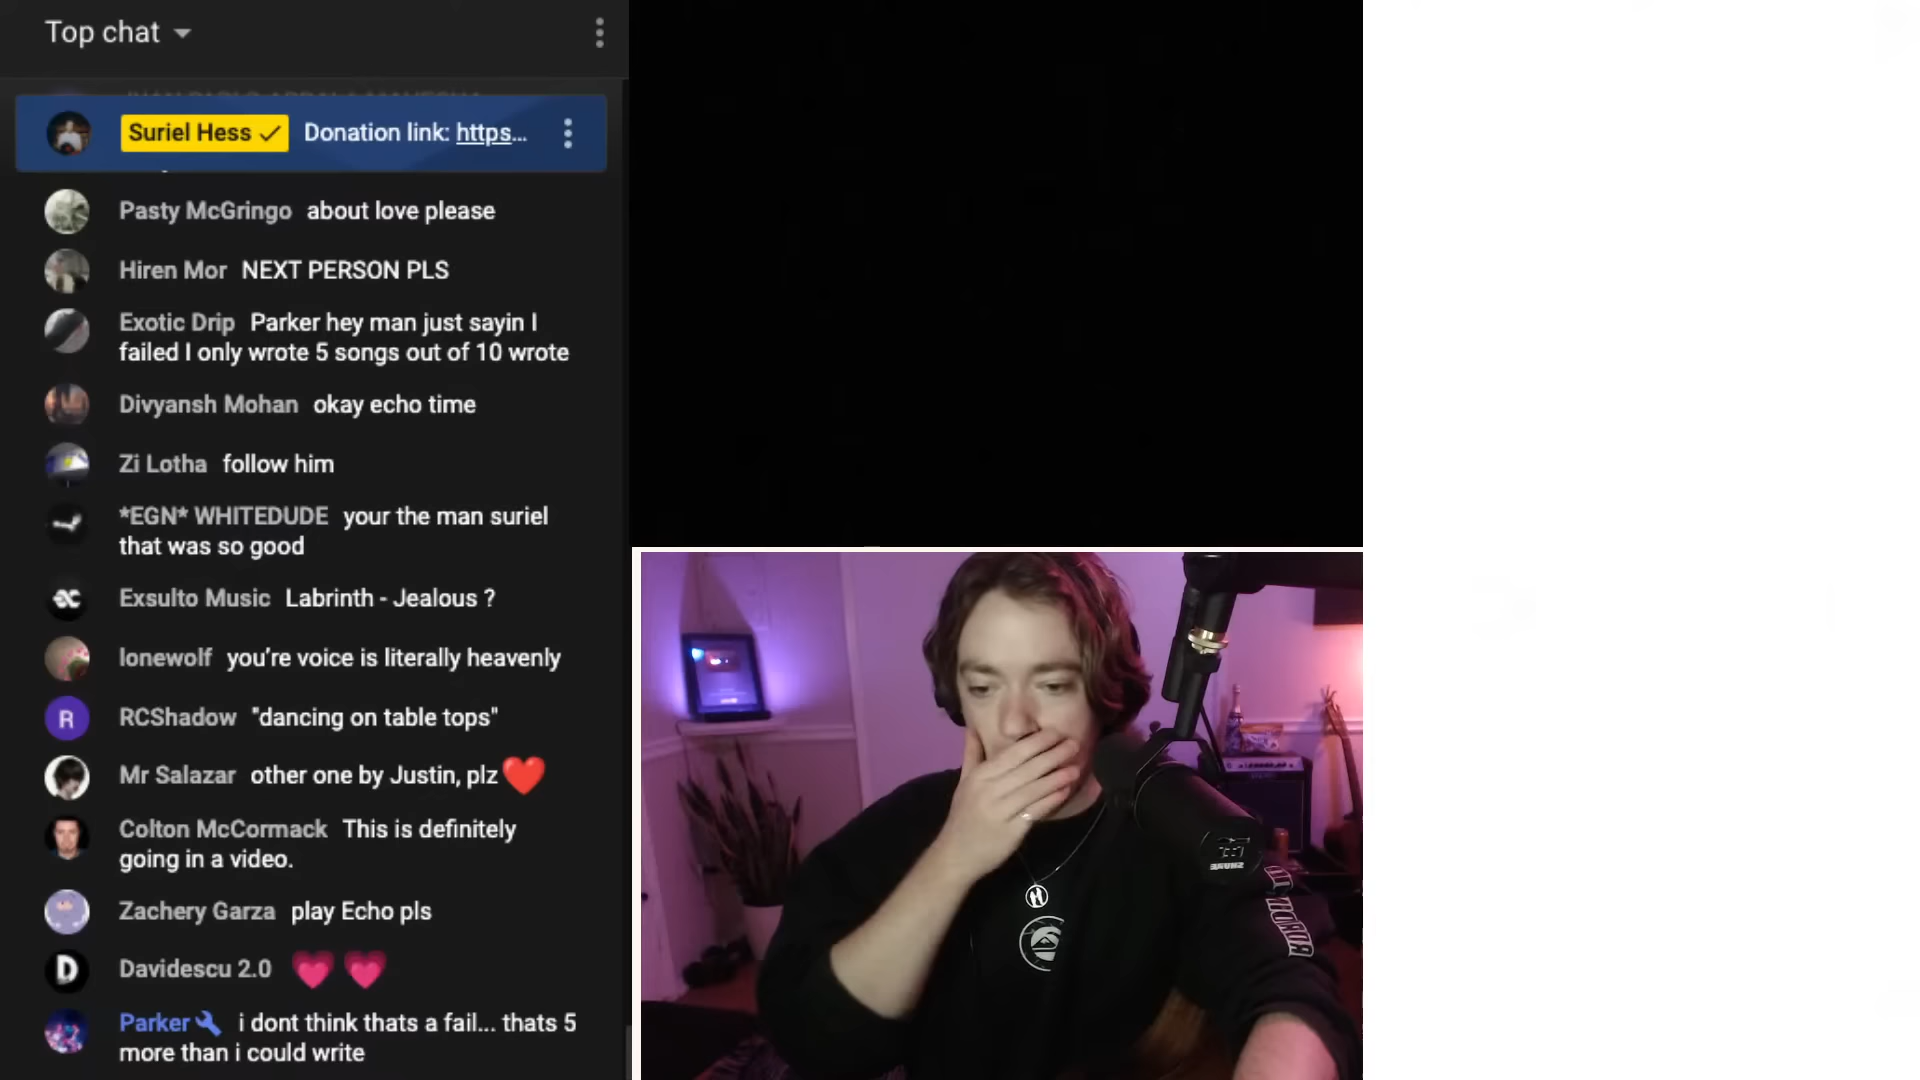 Top chat
Suriel Hess Donation link: https...
Pasty McGringo about love please
Hiren Mor NEXT PERSON PLS
Exotic Drip Parker hey man just sayin I
failed I only wrote 5 songs out of 10 wrote
Divyansh Mohan okay echo time
Zi Lotha follow him
*EGN* WHITEDUDE your the man suriel
that was so good
Exsulto Music Labrinth - Jealous ?
lonewolf you’re voice is literally heavenly
R
RCShadow "dancing on table tops"
Mr Salazar other one by Justin, plz❤️
Colton McCormack This is definitely
going in a video.
Zachery Garza play Echo pls
D
Davidescu 2.0 💗 💗
Parker i dont think thats a fail... thats 5
more than i could write